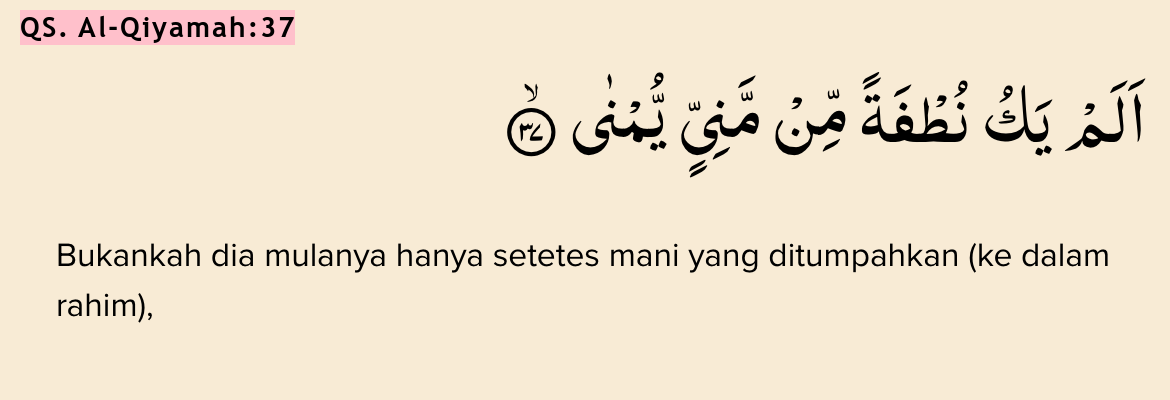 QS. Al-Qiyamah:37
اَلَمْ يَكُ نُطْفَةً مِّنْ مَّنِيٍّ يُّمْنٰى ۙ ٣٧
Bukankah dia mulanya hanya setetes mani yang ditumpahkan (ke dalam
rahim),